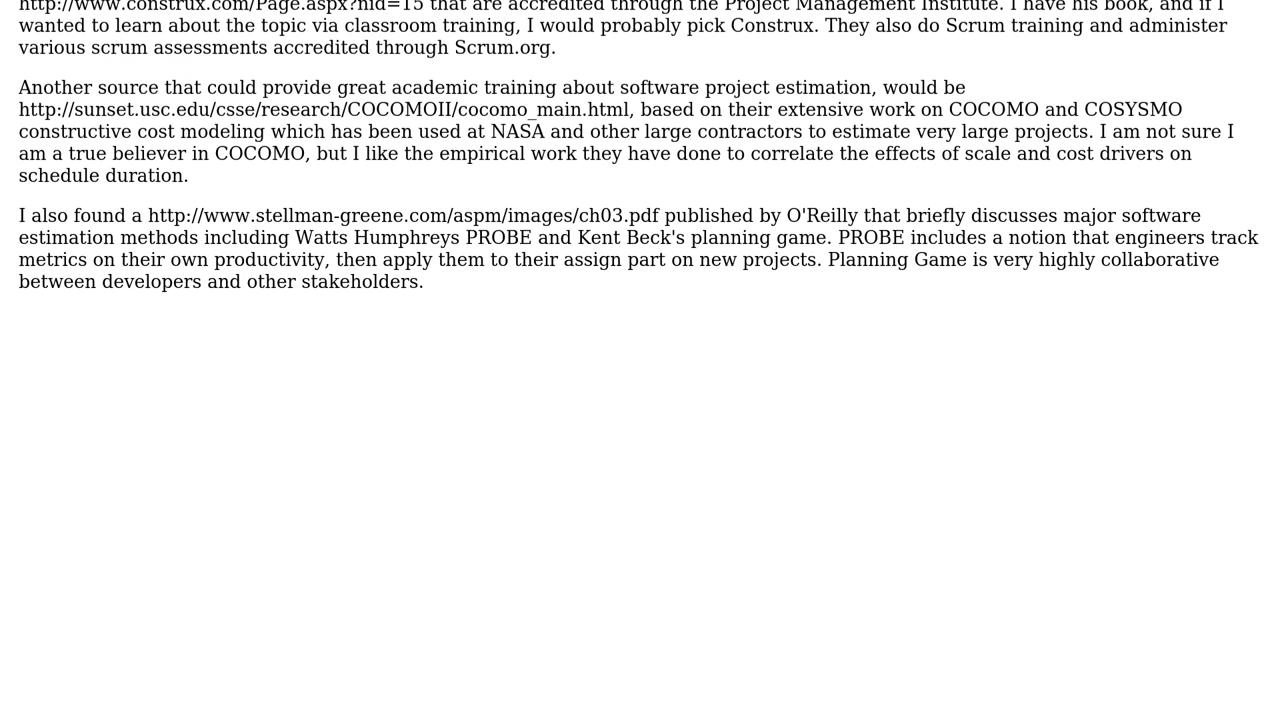 http://www.construx.com/Page.aspx?nid=15 that are accredited through the Project Management Institute. I have his book, and if I
wanted to learn about the topic via classroom training, I would probably pick Construx. They also do Scrum training and administer
various scrum assessments accredited through Scrum.org.
Another source that could provide great academic training about software project estimation, would be
http://sunset.usc.edu/csse/research/COCOMOII/cocomo_main.html, based on their extensive work on COCOMO and COSYSMO
constructive cost modeling which has been used at NASA and other large contractors to estimate very large projects. I am not sure I
am a true believer in COCOMO, but I like the empirical work they have done to correlate the effects of scale and cost drivers on
schedule duration.
I also found a http://www.stellman-greene.com/aspm/images/ch03.pdf published by O'Reilly that briefly discusses major software
estimation methods including Watts Humphreys PROBE and Kent Beck's planning game. PROBE includes a notion that engineers track
metrics on their own productivity, then apply them to their assign part on new projects. Planning Game is very highly collaborative
between developers and other stakeholders.